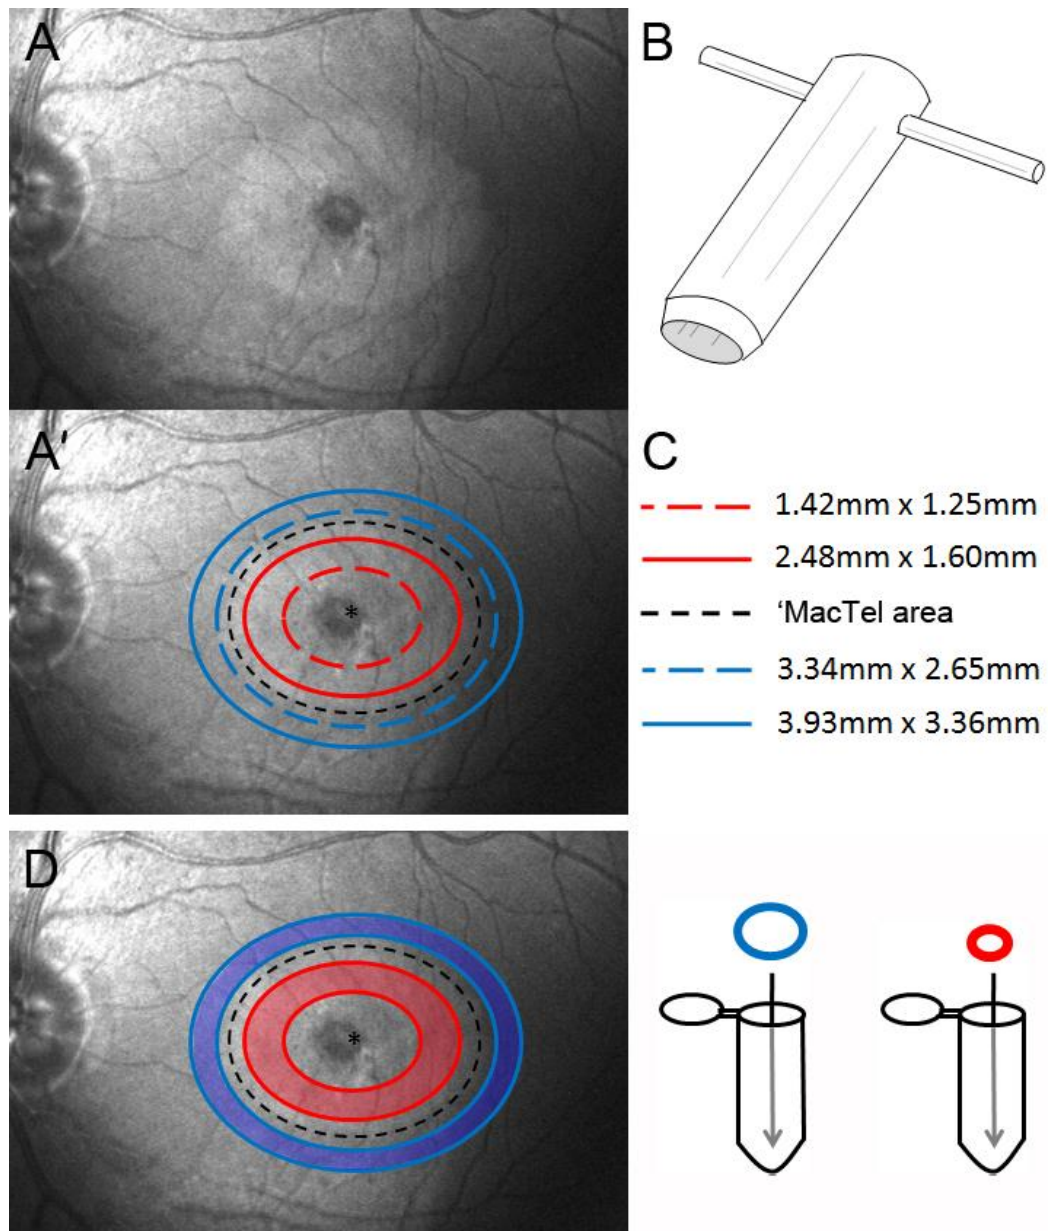 A
B
A'
*
C
1.42mm x 1.25mm
2.48mm x 1.60mm
‘MacTel area
3.34mm x 2.65mm
3.93mm x 3.36mm
D
*